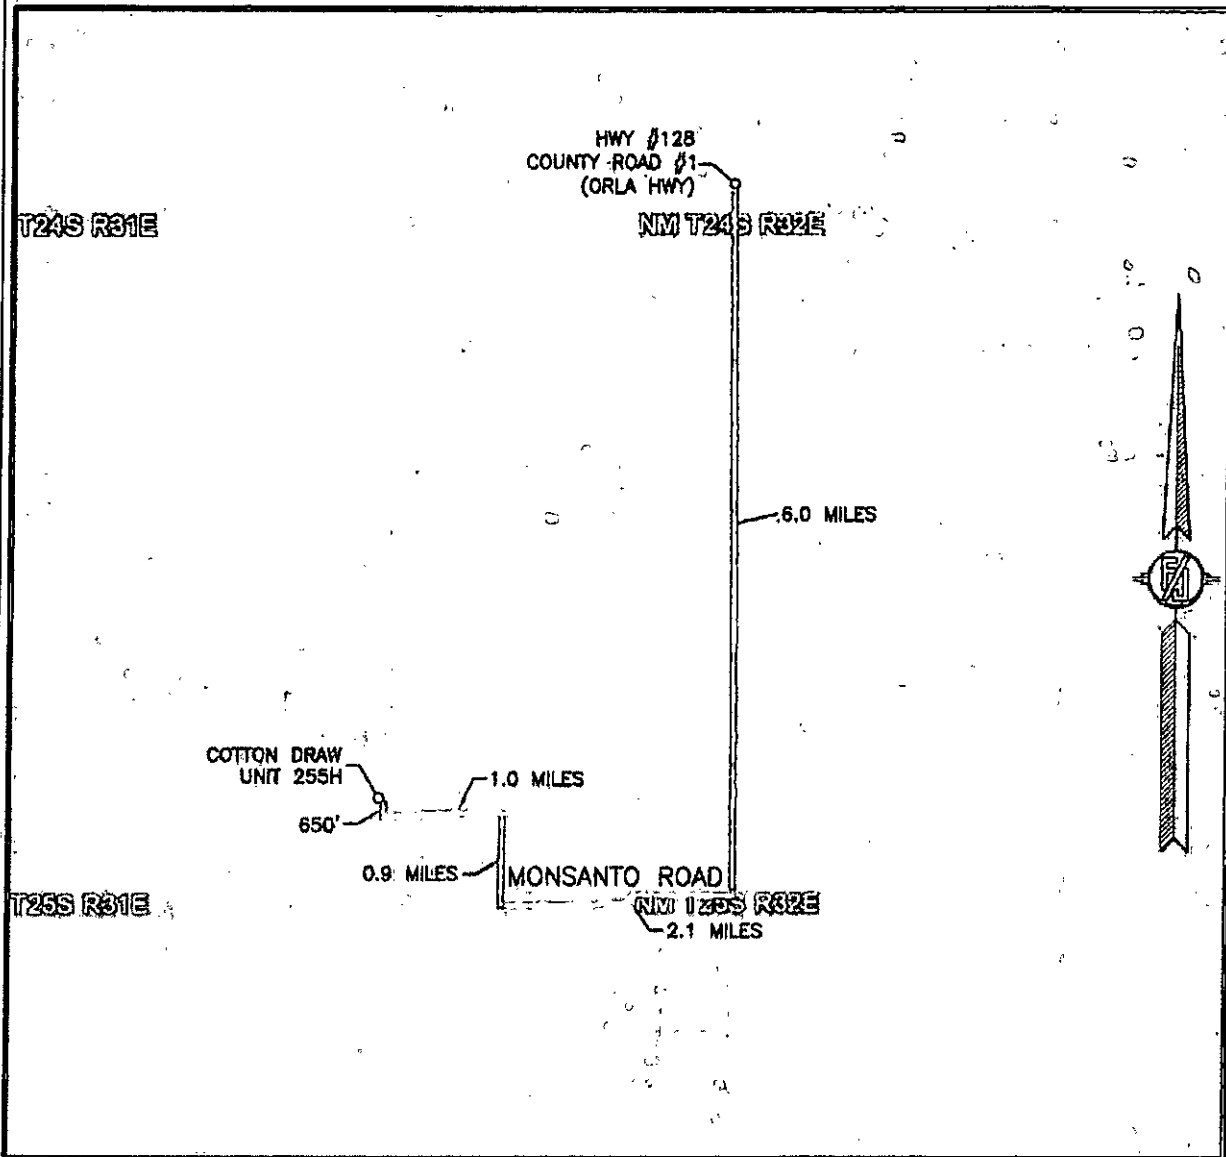 HWY #128
COUNTY ROAD #1
(ORLA HWY)
T24S R31E
NM T24S R32E
6.0 MILES
COTTON DRAW
UNIT 255H
1.0 MILES
650'
0.9 MILES
MONSANTO ROAD
T25S R31E
NM T25S R32E
2.1 MILES